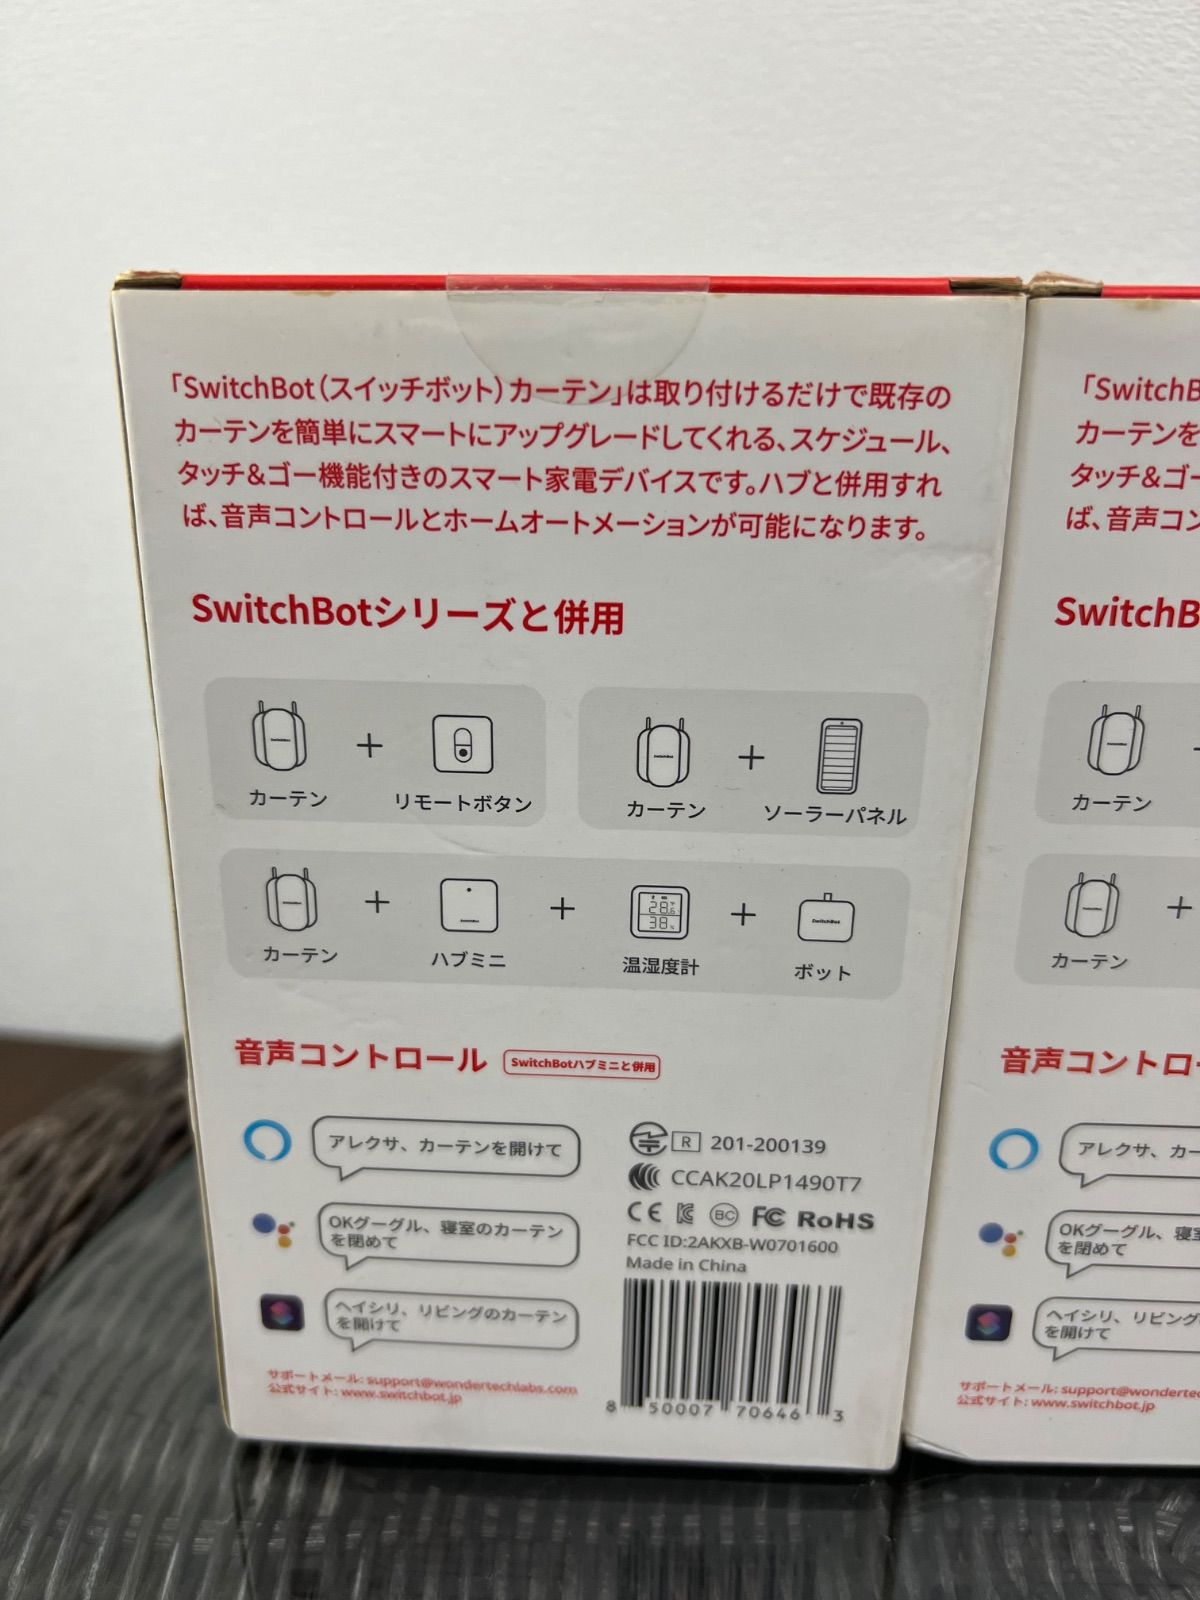 「SwitchBot（スイッチボット）カーテン」は取り付けるだけで既存の
カーテンを簡単にスマートにアップグレードしてくれる、スケジュール、
タッチ＆ゴー機能付きのスマート家電デバイスです。ハブと併用すれ
ば、音声コントロールとホームオートメーションが可能になります。
SwitchBotシリーズと併用
カーテン + リモートボタン
カーテン + ソーラーパネル
カーテン + ハブミニ + 温湿度計 + ボット
音声コントロール SwitchBotハブミニと併用
アレクサ、カーテンを開けて
OKグーグル、寝室のカーテン
を閉めて
ヘイシリ、リビングのカーテン
を開けて
サポートメール: support@wondertechlabs.com
公式サイト: www.switchbot.jp
R 201-200139
CCAK20LP1490T7
CE BC FC RoHS
FCC ID:2AKXB-W0701600
Made in China
8 50007 70646 3
「SwitchB
カーテンを
タッチ＆ゴー
ば、音声コン
SwitchB
カーテン
カーテン +
音声コントロー
アレクサ、カー
OKグーグル、寝室
を閉めて
ヘイシリ、リビング
を開けて
サポートメール: support@wonderte
公式サイト: www.switchbot.jp